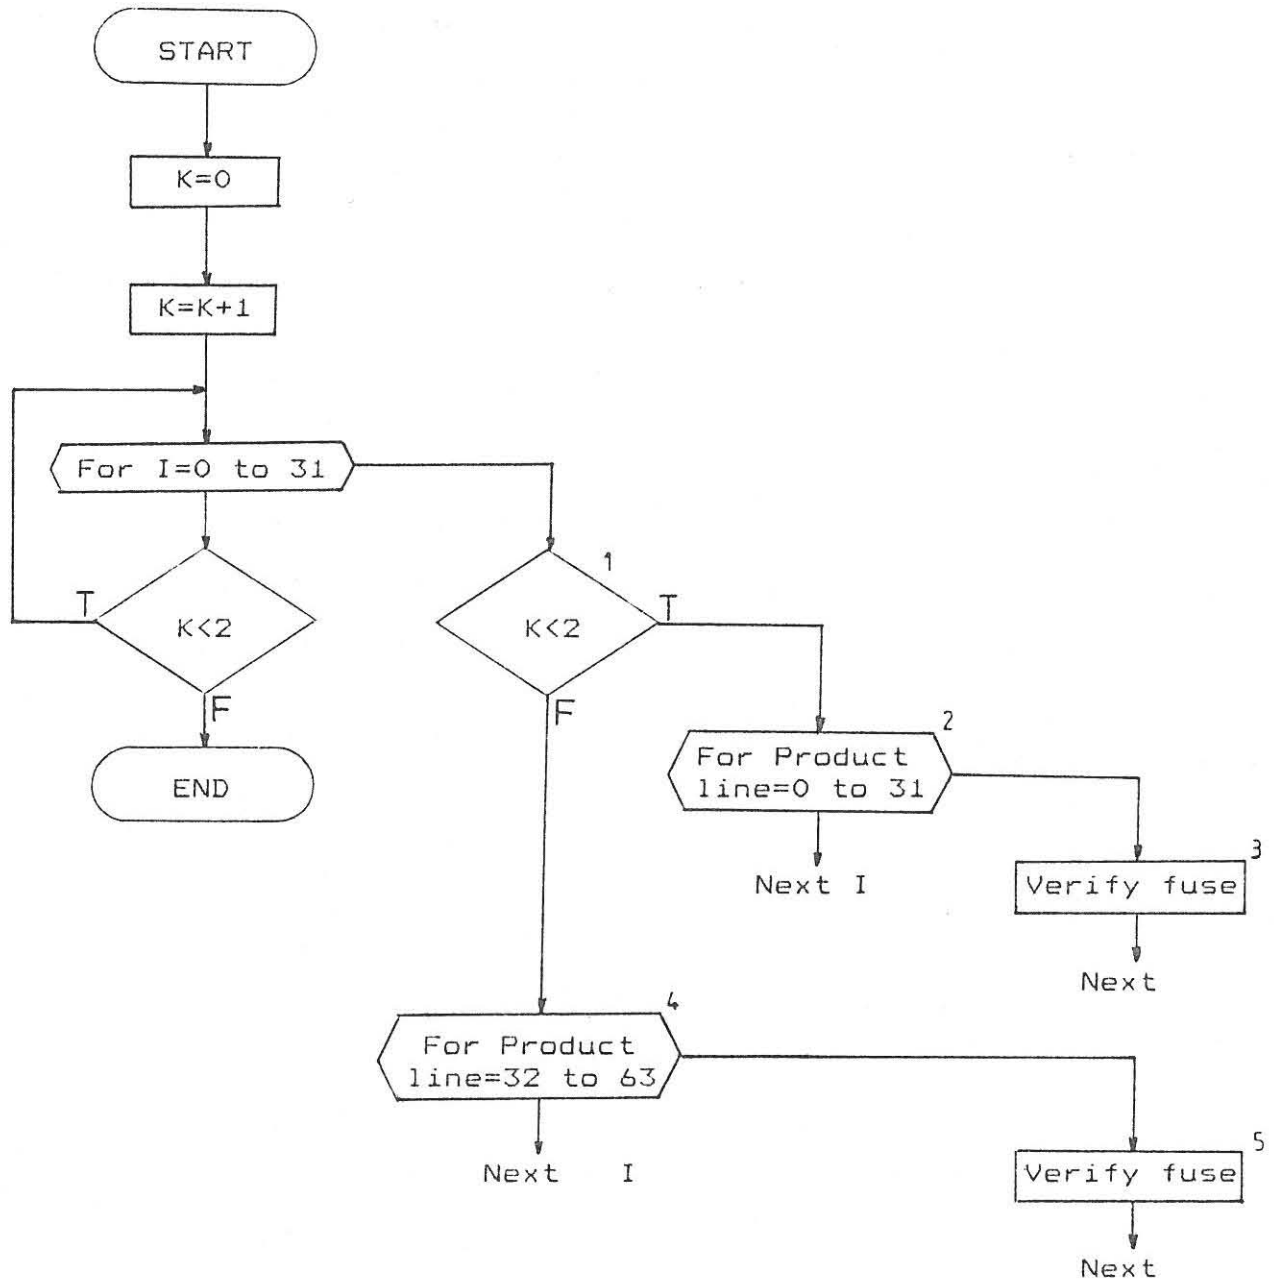 START
K=0
K=K+1
For I=0 to 31
1
T
K<2
K<2
T
F
F
2
For Product
line=0 to 31
END
3
Next I
Verify fuse
Next
4
For Product
line=32 to 63
5
Next I
Verify fuse
Next